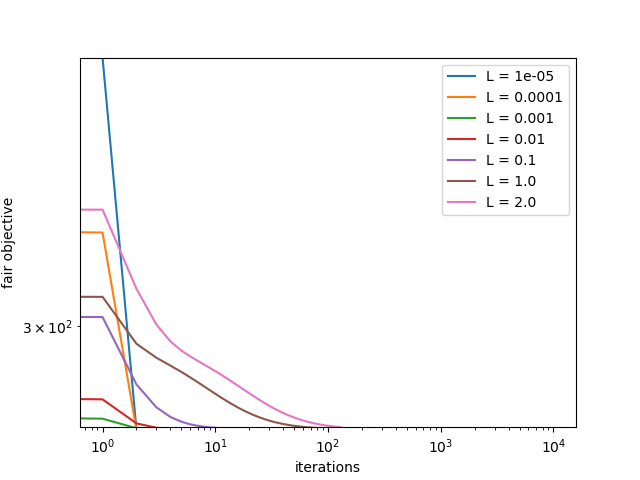 L = 1e-05
L = 0.0001
L = 0.001
L = 0.01
L = 0.1
L = 1.0
L = 2.0
fair objective
3 × 10²
10⁰ 10¹ 10² 10³ 10⁴
iterations